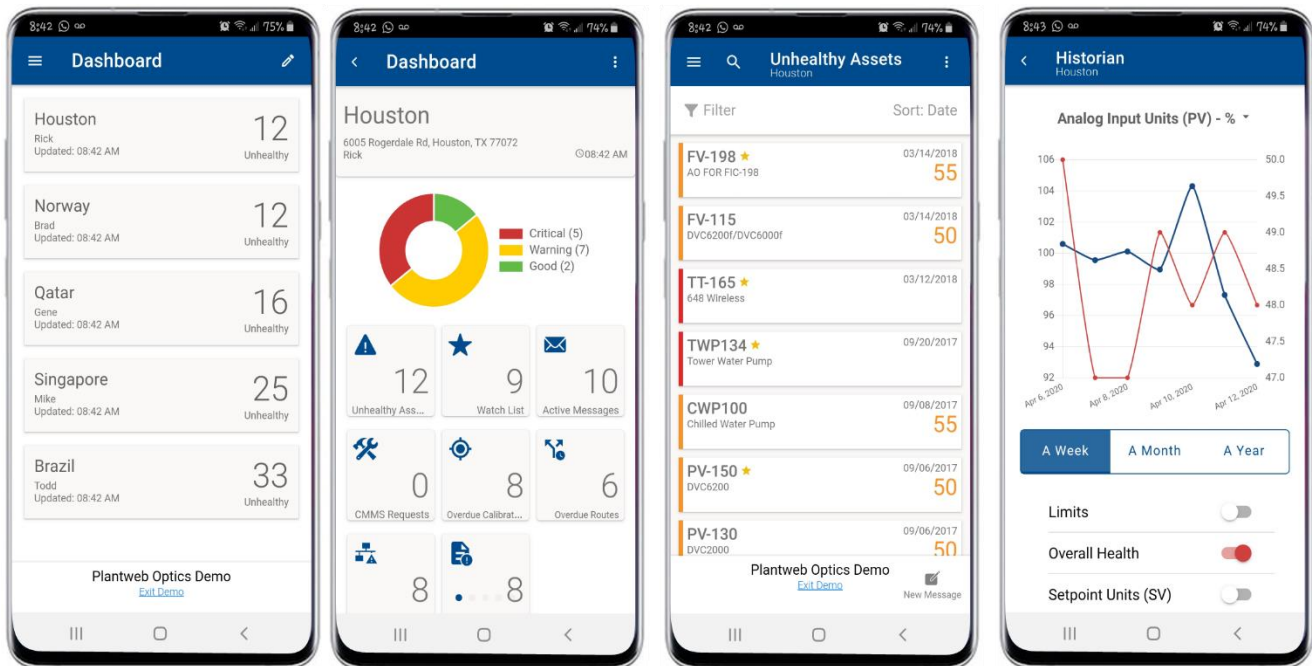 8:42
75%
Dashboard
Houston
Rick
Updated: 08:42 AM
12
Unhealthy
Norway
Brad
Updated: 08:42 AM
12
Unhealthy
Qatar
Gene
Updated: 08:42 AM
16
Unhealthy
Singapore
Mike
Updated: 08:42 AM
25
Unhealthy
Brazil
Todd
Updated: 08:42 AM
33
Unhealthy
Plantweb Optics Demo
Exit Demo
8:42
74%
Dashboard
Houston
6005 Rogerdale Rd, Houston, TX 77072
Rick
08:42 AM
Critical (5)
Warning (7)
Good (2)
12
Unhealthy Ass...
9
Watch List
10
Active Messages
0
CMMS Requests
8
Overdue Calibrat...
6
Overdue Routes
8
8
8:42
74%
Unhealthy Assets
Houston
Filter
Sort: Date
FV-198
AO FOR FIC-198
03/14/2018
55
FV-115
DVC6200f/DVC6000f
03/14/2018
50
TT-165
648 Wireless
03/12/2018
TWP134
Tower Water Pump
09/20/2017
CWP100
Chilled Water Pump
09/08/2017
55
PV-150
DVC6200
09/06/2017
50
PV-130
DVC2000
09/06/2017
50
Plantweb Optics Demo
Exit Demo
New Message
8:43
74%
Historian
Houston
Analog Input Units (PV) - %
106
104
102
100
98
96
94
92
50.0
49.5
49.0
48.5
48.0
47.5
47.0
Apr 6, 2020
Apr 8, 2020
Apr 10, 2020
Apr 12, 2020
A Week
A Month
A Year
Limits
Overall Health
Setpoint Units (SV)